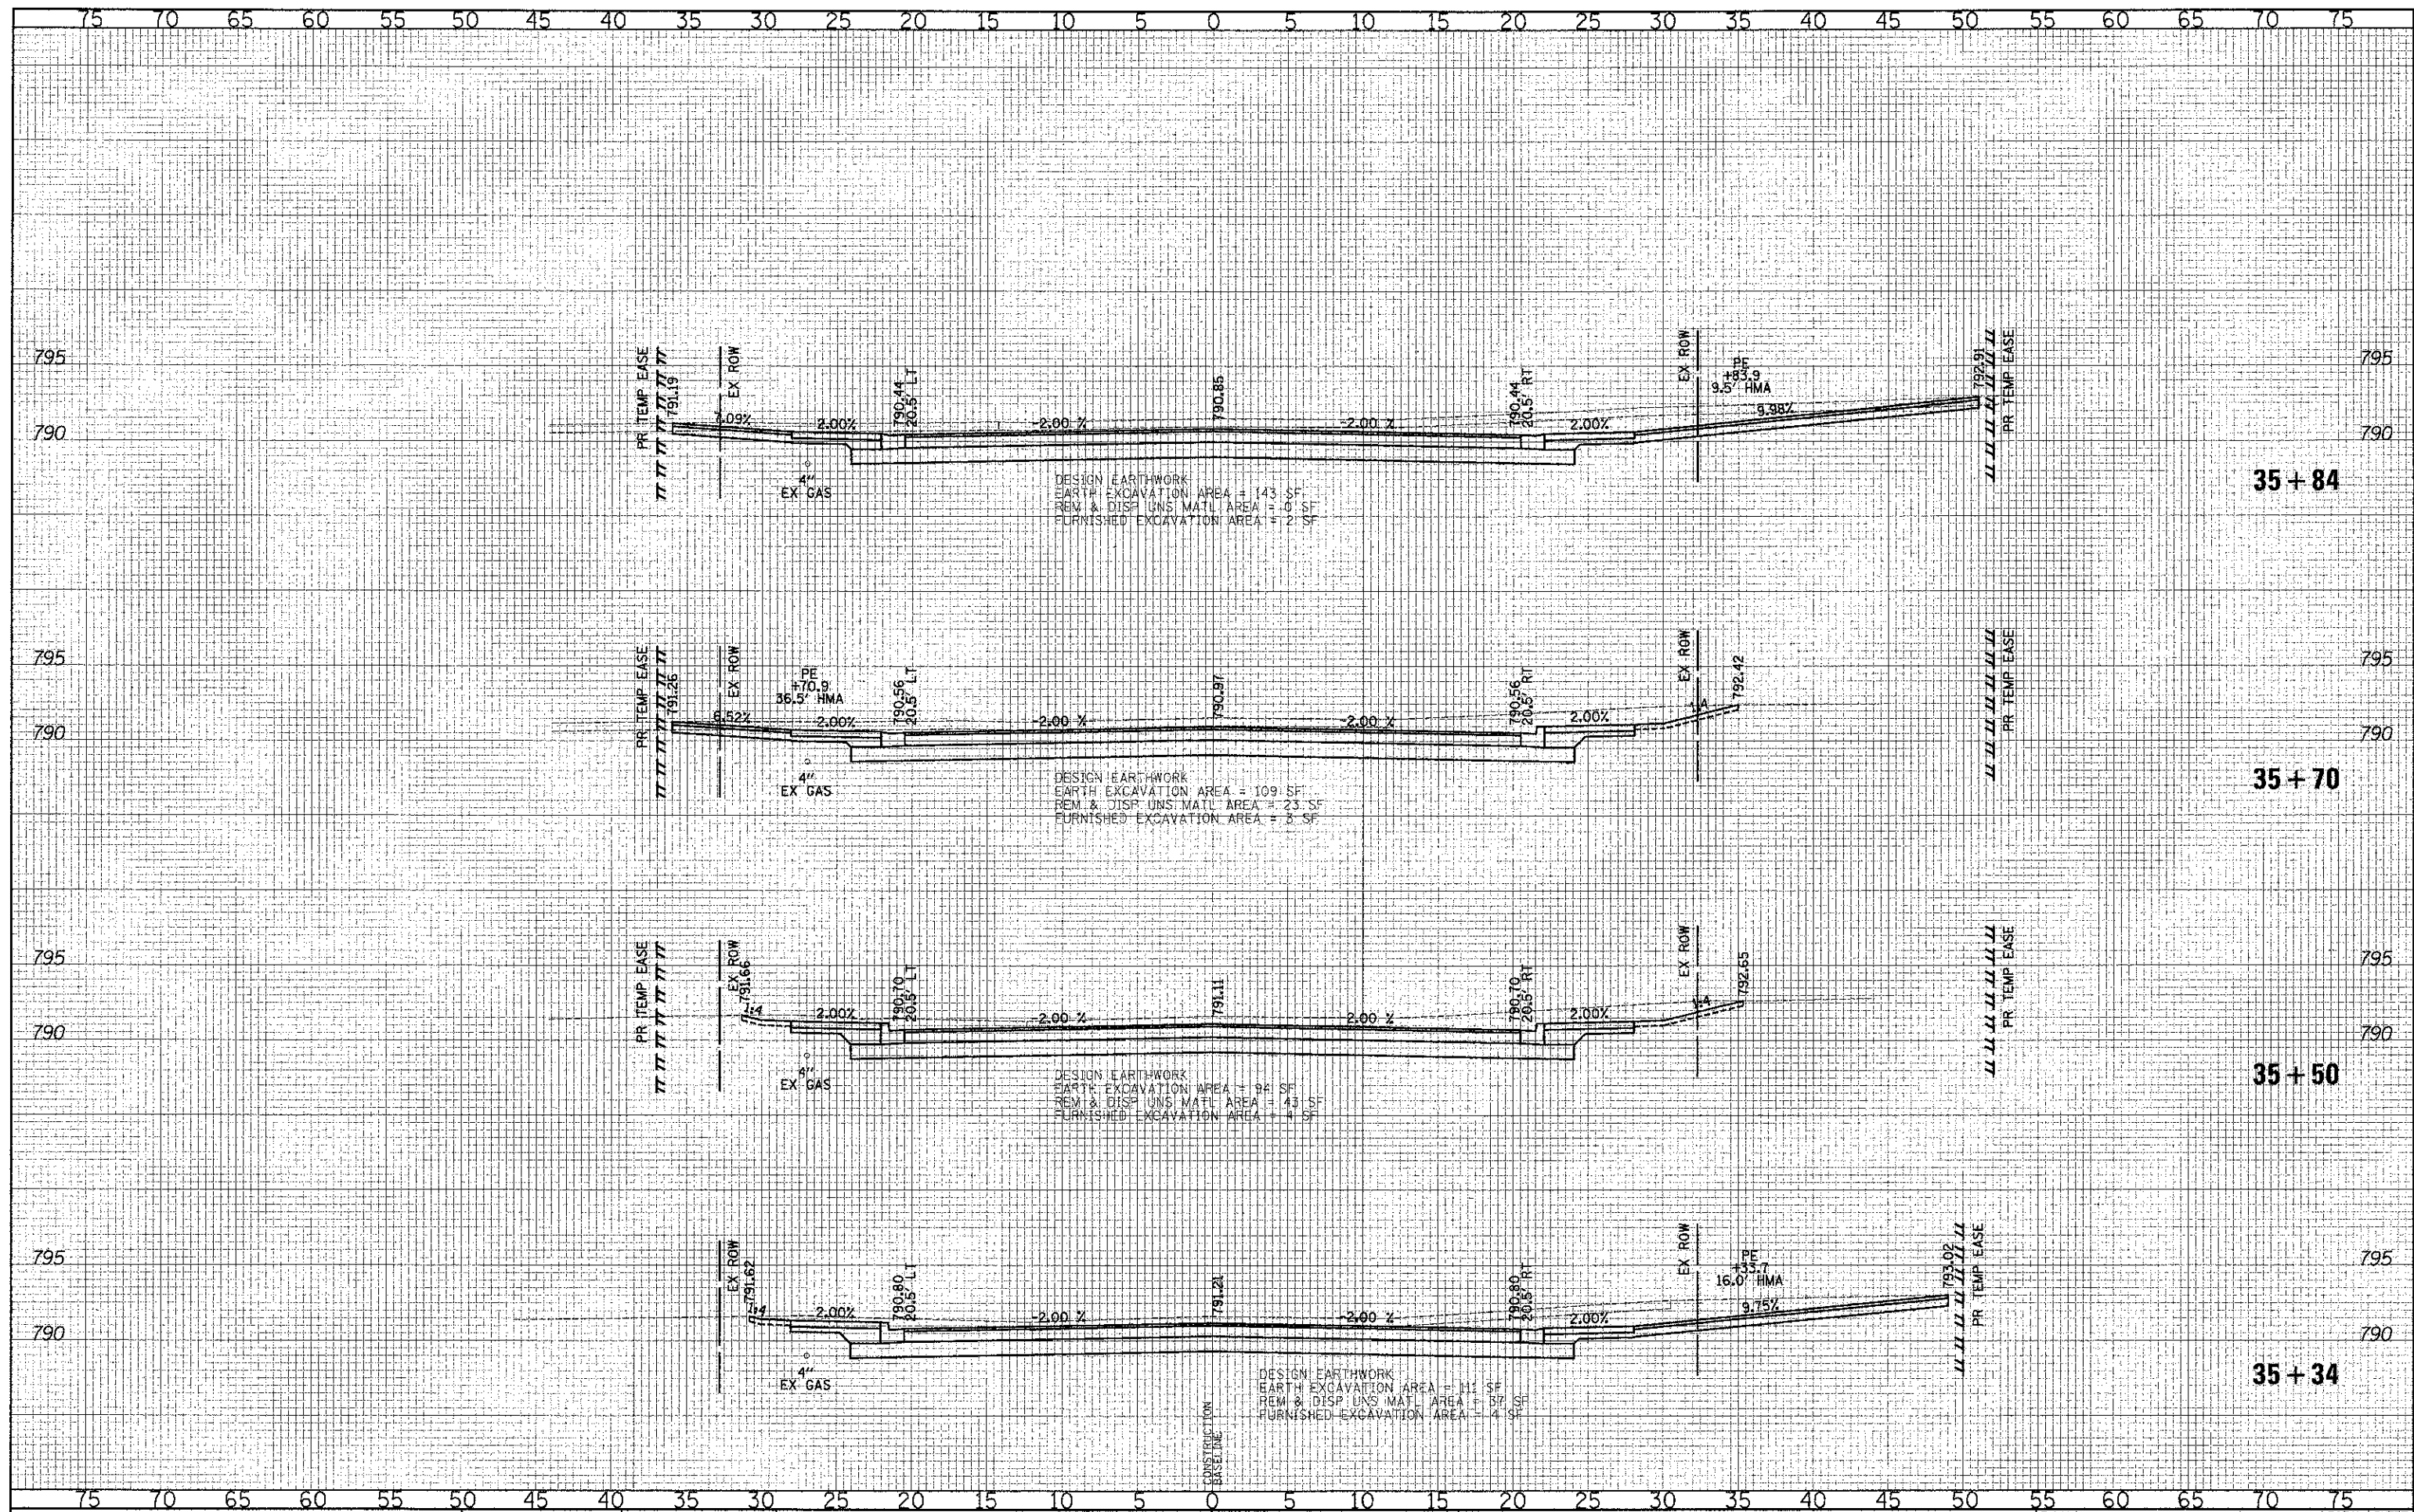 75 70 65 60 55 50 45 40 35 30 25 20 15 10 5 0 5 10 15 20 25 30 35 40 45 50 55 60 65 70 75
795
790
PR TEMP EASE
791.19
EX ROW
7.09%
2.00%
790.44
20.5' LT
-2.00 %
790.85
-2.00 %
790.44
20.5' RT
2.00%
EX ROW
PE
+83.9
9.5' HMA
9.98%
792.91
PR TEMP EASE
795
790
4"
EX GAS
DESIGN EARTHWORK
EARTH EXCAVATION AREA = 143 SF
REM & DISP UNS MATL AREA = 0 SF
FURNISHED EXCAVATION AREA = 2 SF
35 + 84
795
790
PR TEMP EASE
791.26
EX ROW
6.52%
PE
+70.9
36.5' HMA
2.00%
790.56
20.5' LT
-2.00 %
790.97
-2.00 %
790.56
20.5' RT
2.00%
EX ROW
1:4
792.42
PR TEMP EASE
795
790
4"
EX GAS
DESIGN EARTHWORK
EARTH EXCAVATION AREA = 109 SF
REM & DISP UNS MATL AREA = 23 SF
FURNISHED EXCAVATION AREA = 3 SF
35 + 70
795
790
PR TEMP EASE
EX ROW
791.66
1:4
2.00%
790.70
20.5' LT
-2.00 %
791.11
-2.00 %
790.70
20.5' RT
2.00%
EX ROW
1:4
792.65
PR TEMP EASE
795
790
4"
EX GAS
DESIGN EARTHWORK
EARTH EXCAVATION AREA = 94 SF
REM & DISP UNS MATL AREA = 43 SF
FURNISHED EXCAVATION AREA = 4 SF
35 + 50
795
790
EX ROW
791.62
1:4
2.00%
790.80
20.5' LT
-2.00 %
791.21
-2.00 %
790.80
20.5' RT
2.00%
EX ROW
PE
+33.7
16.0' HMA
9.75%
793.02
PR TEMP EASE
795
790
4"
EX GAS
DESIGN EARTHWORK
EARTH EXCAVATION AREA = 111 SF
REM & DISP UNS MATL AREA = 37 SF
FURNISHED EXCAVATION AREA = 4 SF
35 + 34
CONSTRUCTION
BASELINE
75 70 65 60 55 50 45 40 35 30 25 20 15 10 5 0 5 10 15 20 25 30 35 40 45 50 55 60 65 70 75